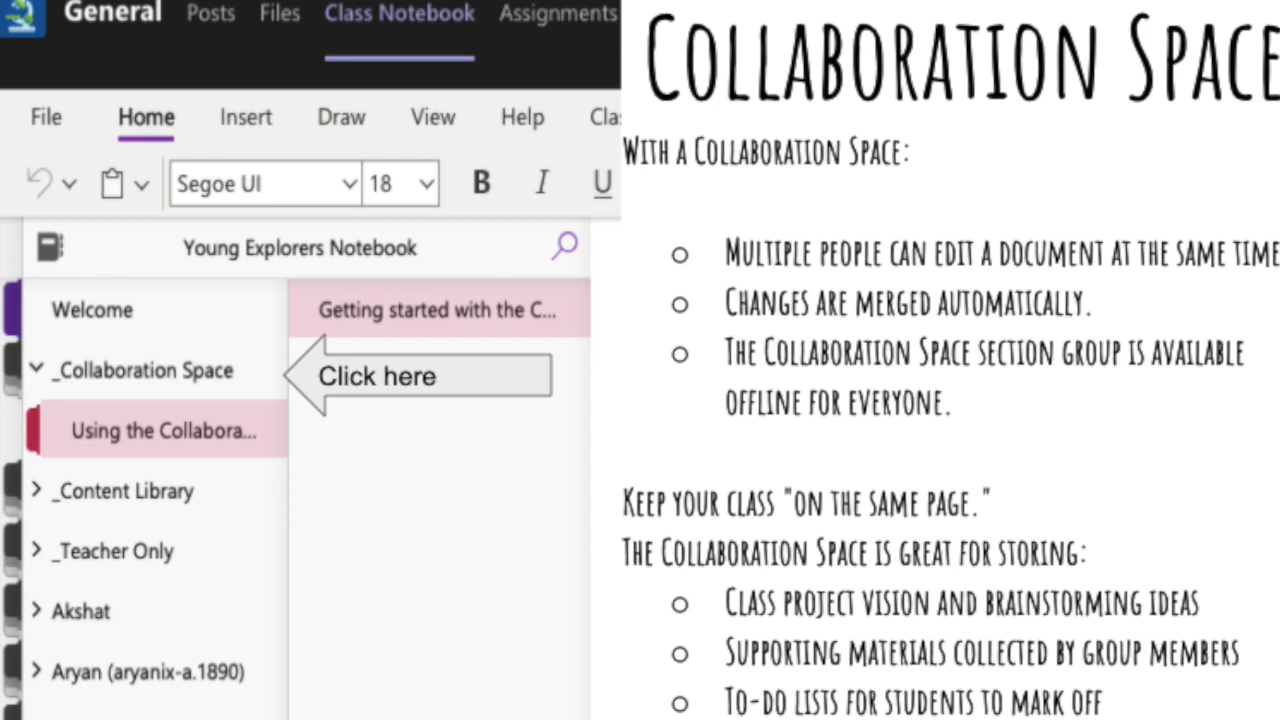 General Posts Files Class Notebook Assignments
File Home Insert Draw View Help
Segoe UI 18 B I U
Young Explorers Notebook
Welcome
Getting started with the C...
_Collaboration Space
Click here
Using the Collabora...
_Content Library
_Teacher Only
Akshat
Aryan (aryanix-a.1890)
Collaboration Space
With a Collaboration Space:
Multiple people can edit a document at the same time
Changes are merged automatically.
The Collaboration Space section group is available
offline for everyone.
Keep your class "on the same page."
The Collaboration Space is great for storing:
Class project vision and brainstorming ideas
Supporting materials collected by group members
To-do lists for students to mark off